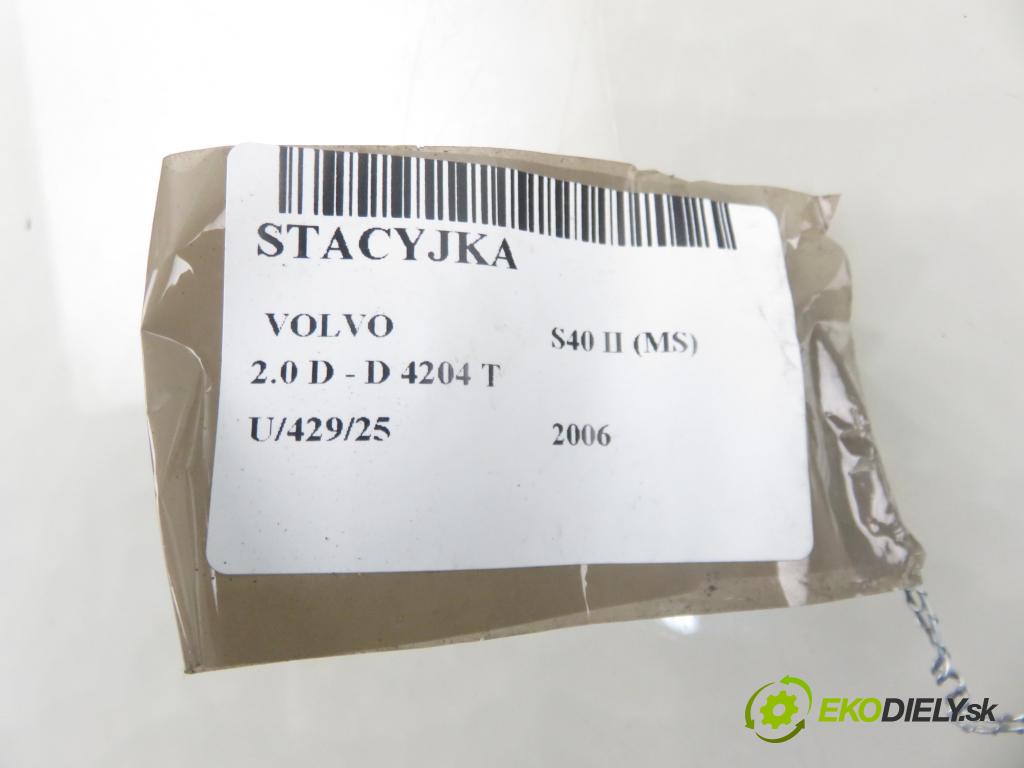 STACYJKA
VOLVO S40 II (MS)
2.0 D - D 4204 T
U/429/25 2006
EKODIELY.sk